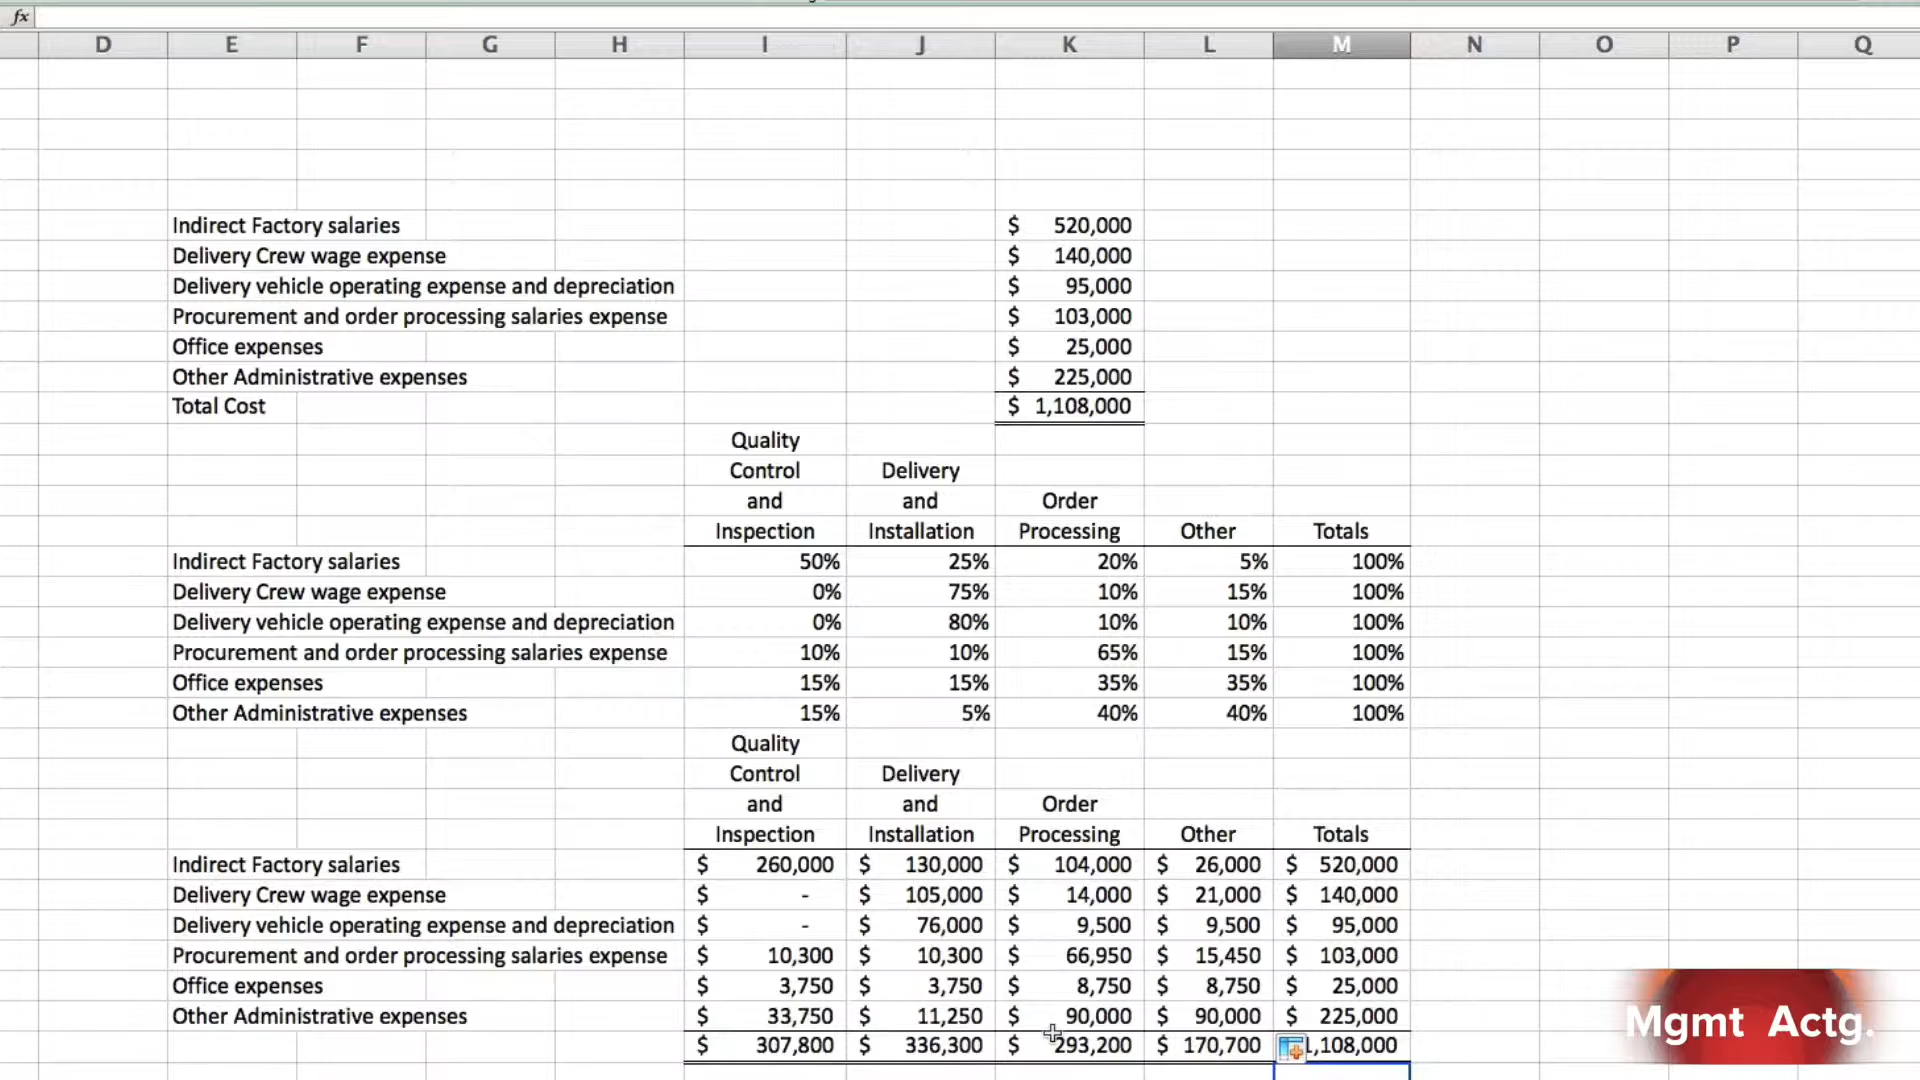 fx
D E F G H I J K L M N O P Q
Indirect Factory salaries $ 520,000
Delivery Crew wage expense $ 140,000
Delivery vehicle operating expense and depreciation $ 95,000
Procurement and order processing salaries expense $ 103,000
Office expenses $ 25,000
Other Administrative expenses $ 225,000
Total Cost $ 1,108,000
Quality
Control Delivery
and and Order
Inspection Installation Processing Other Totals
Indirect Factory salaries 50% 25% 20% 5% 100%
Delivery Crew wage expense 0% 75% 10% 15% 100%
Delivery vehicle operating expense and depreciation 0% 80% 10% 10% 100%
Procurement and order processing salaries expense 10% 10% 65% 15% 100%
Office expenses 15% 15% 35% 35% 100%
Other Administrative expenses 15% 5% 40% 40% 100%
Quality
Control Delivery
and and Order
Inspection Installation Processing Other Totals
Indirect Factory salaries $ 260,000 $ 130,000 $ 104,000 $ 26,000 $ 520,000
Delivery Crew wage expense $ - $ 105,000 $ 14,000 $ 21,000 $ 140,000
Delivery vehicle operating expense and depreciation $ - $ 76,000 $ 9,500 $ 9,500 $ 95,000
Procurement and order processing salaries expense $ 10,300 $ 10,300 $ 66,950 $ 15,450 $ 103,000
Office expenses $ 3,750 $ 3,750 $ 8,750 $ 8,750 $ 25,000
Other Administrative expenses $ 33,750 $ 11,250 $ 90,000 $ 90,000 $ 225,000
$ 307,800 $ 336,300 $ 293,200 $ 170,700 1,108,000
Mgmt Actg.